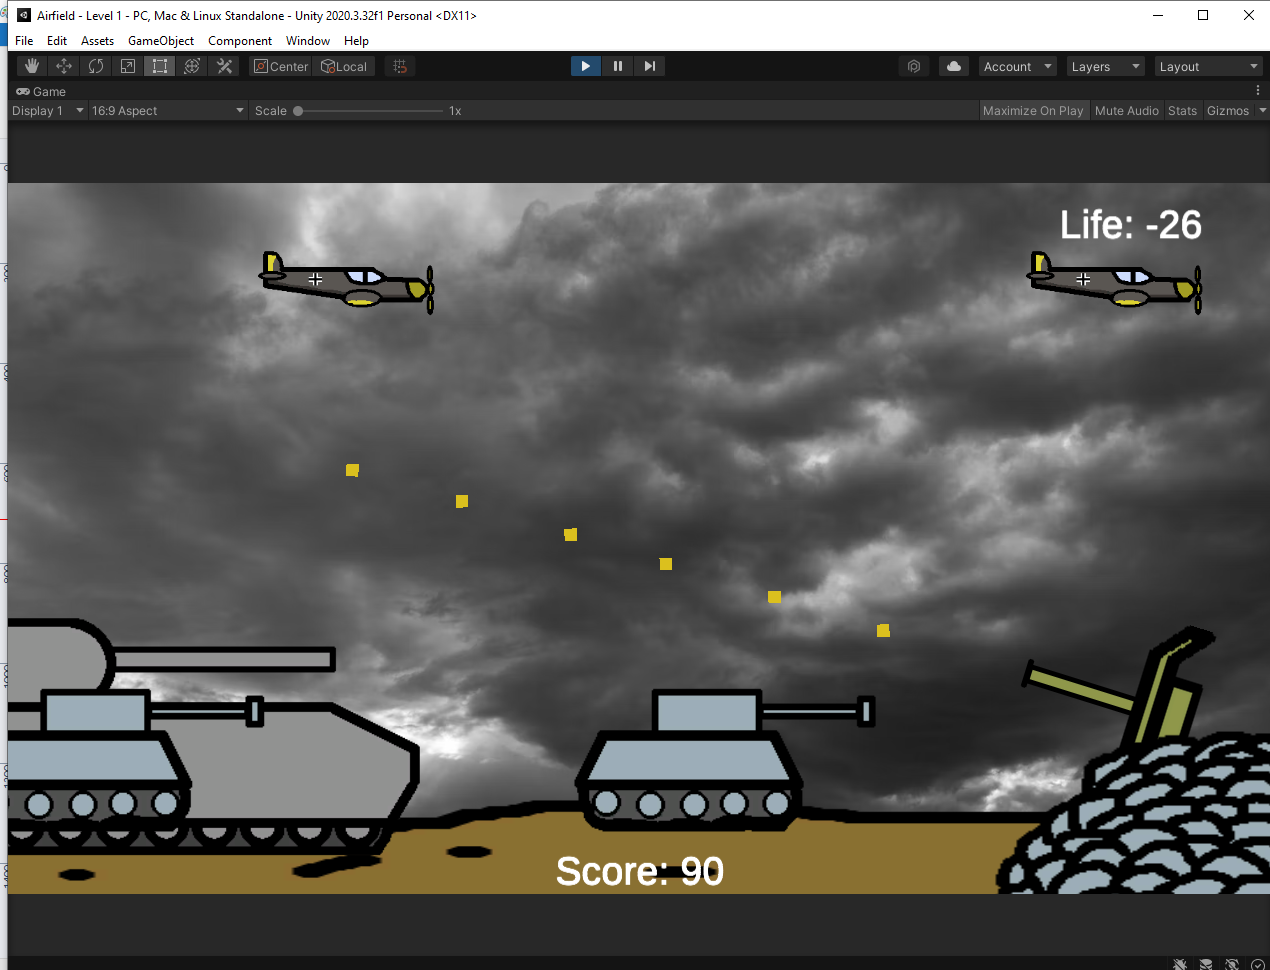 Airfield - Level 1 - PC, Mac & Linux Standalone - Unity 2020.3.32f1 Personal <DX11>
File Edit Assets GameObject Component Window Help
Center Local Account Layers Layout
Game
Display 1 16:9 Aspect Scale 1x Maximize On Play Mute Audio Stats Gizmos
Life: -26
Score: 90